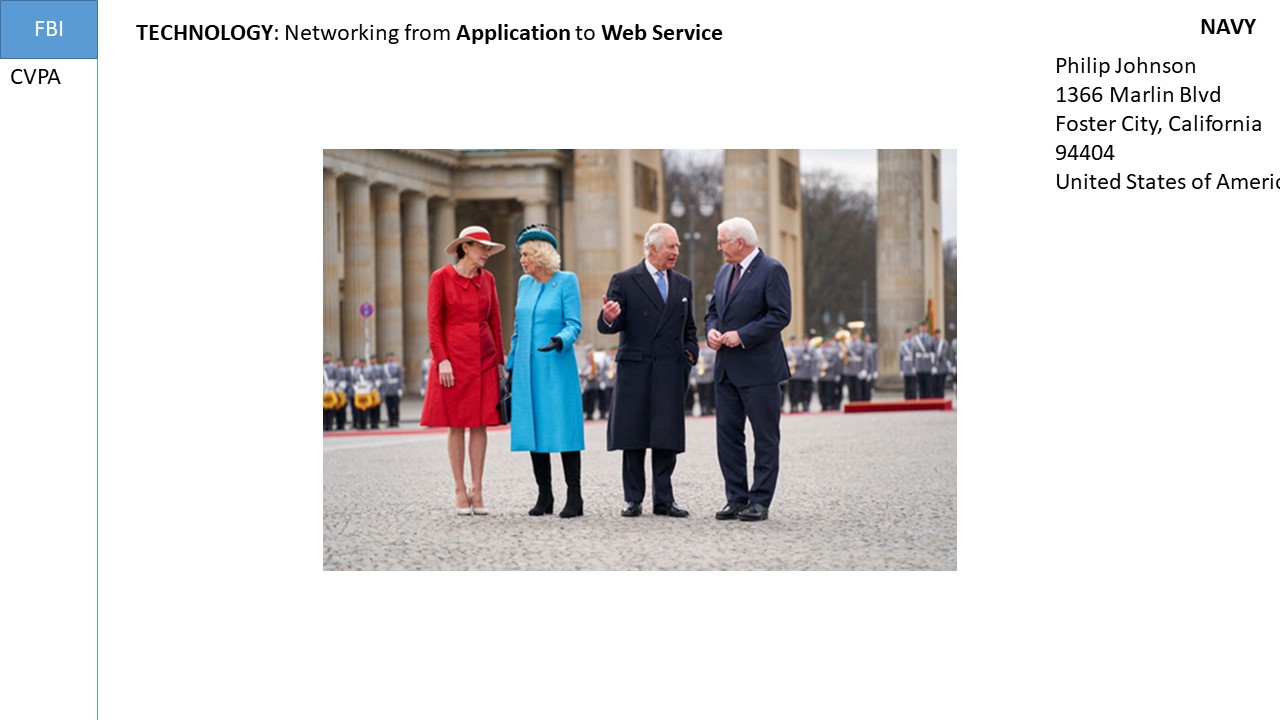 FBI
CVPA
TECHNOLOGY: Networking from Application to Web Service
NAVY
Philip Johnson
1366 Marlin Blvd
Foster City, California
94404
United States of Americ